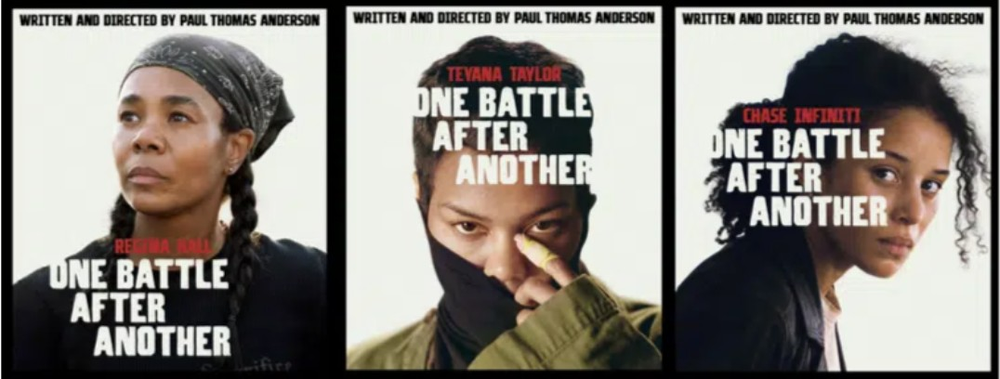 WRITTEN AND DIRECTED BY PAUL THOMAS ANDERSON
REGINA HALL
ONE BATTLE
AFTER
ANOTHER
WRITTEN AND DIRECTED BY PAUL THOMAS ANDERSON
TEYANA TAYLOR
ONE BATTLE
AFTER
ANOTHER
WRITTEN AND DIRECTED BY PAUL THOMAS ANDERSON
CHASE INFINITI
ONE BATTLE
AFTER
ANOTHER